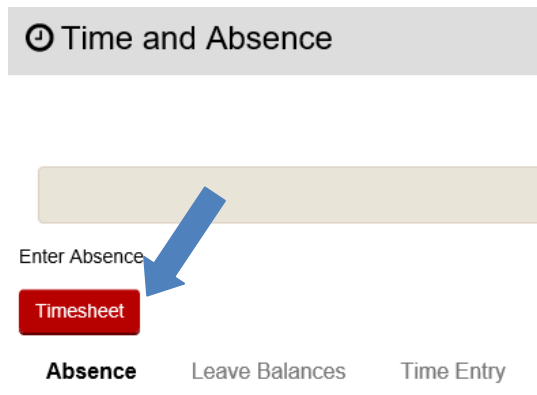 Time and Absence
Enter Absence
Timesheet
Absence Leave Balances Time Entry